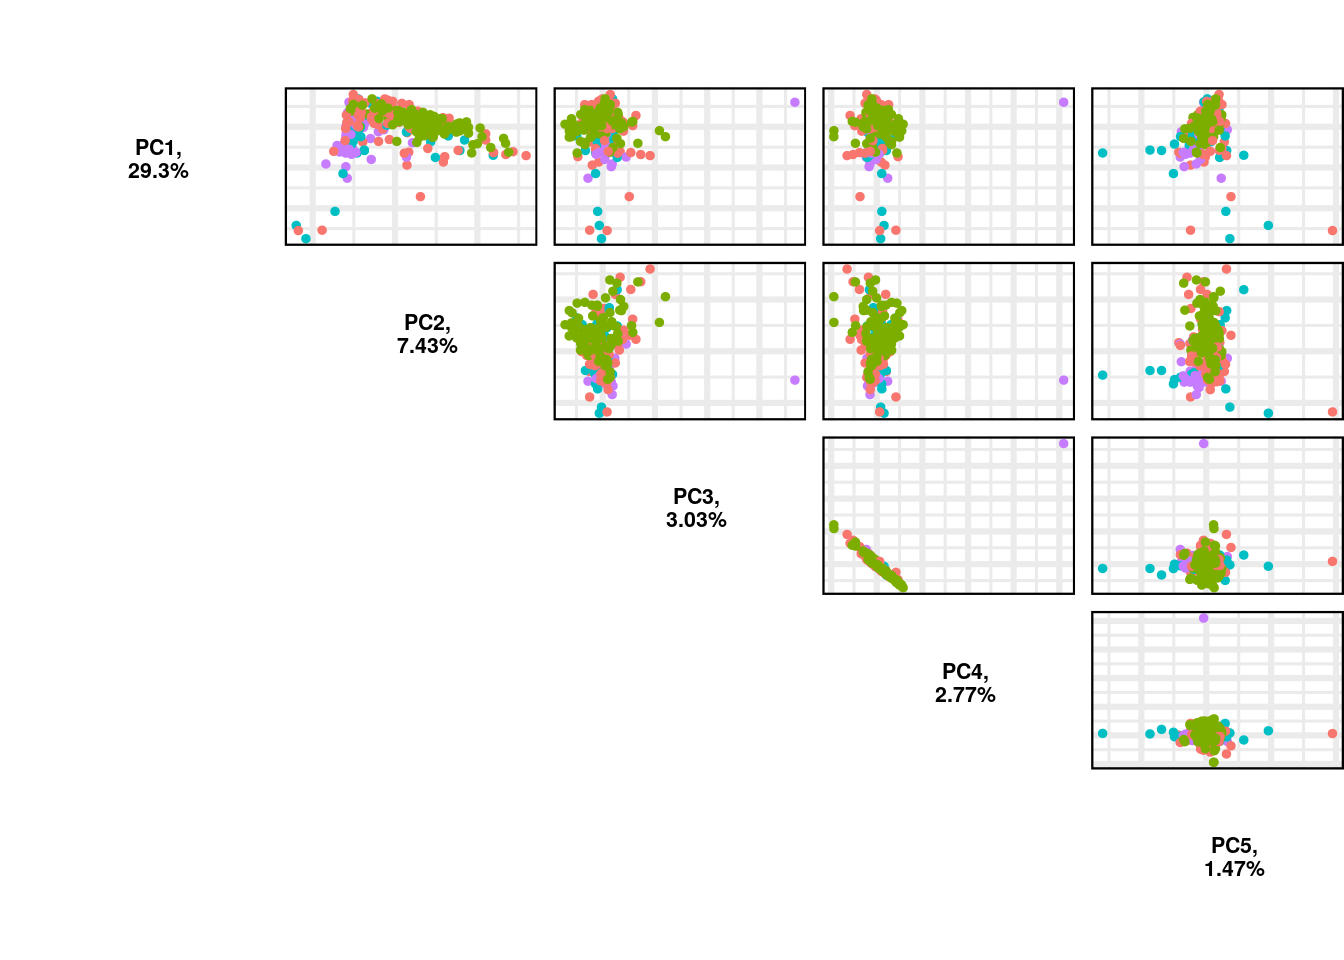 PC1,
29.3%
PC2,
7.43%
PC3,
3.03%
PC4,
2.77%
PC5,
1.47%